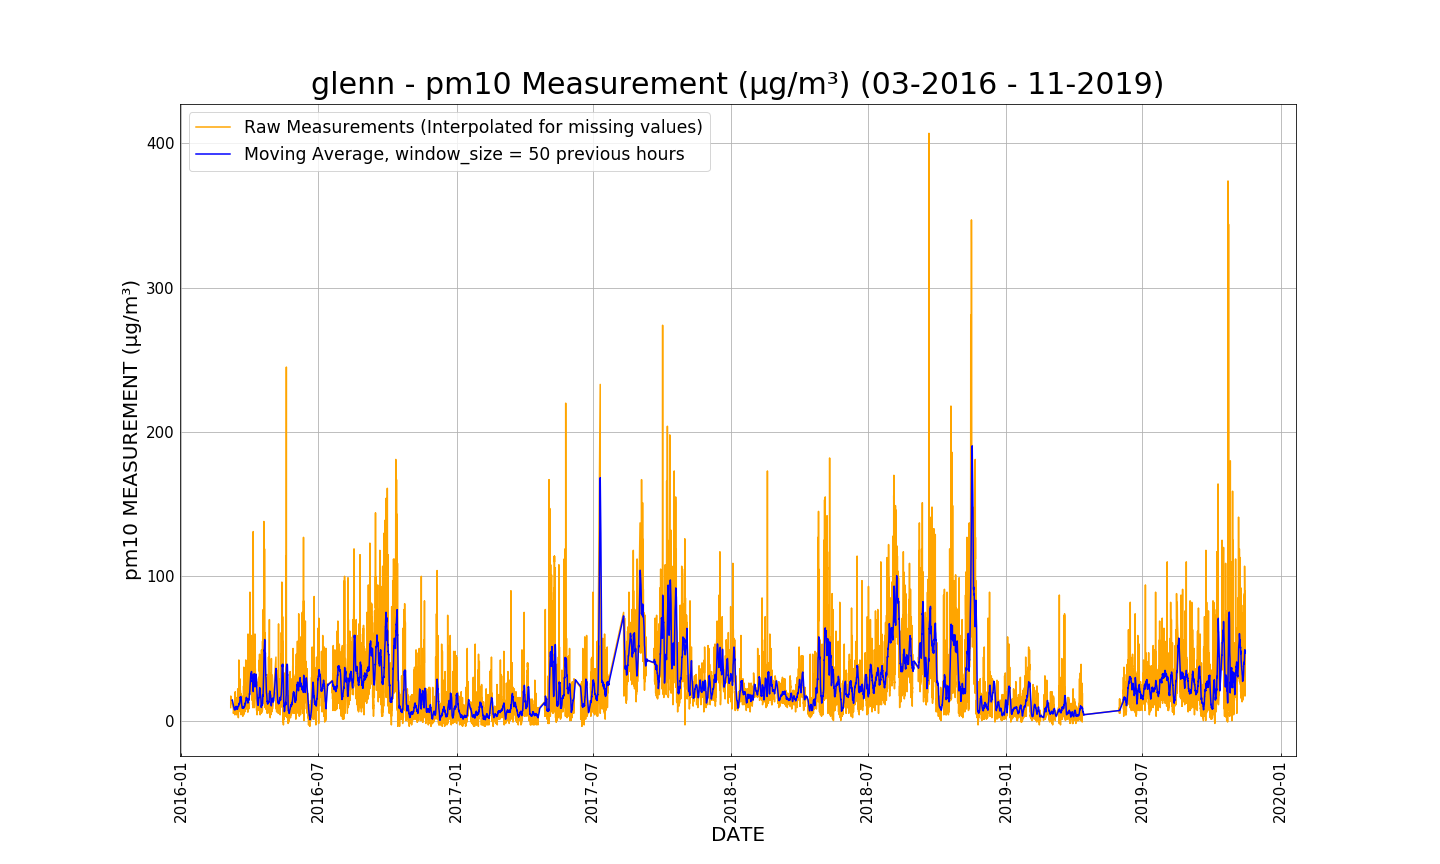 glenn - pm10 Measurement (µg/m³) (03-2016 - 11-2019)
Raw Measurements (Interpolated for missing values)
Moving Average, window_size = 50 previous hours
pm10 MEASUREMENT (µg/m³)
400
300
200
100
0
2016-01
2016-07
2017-01
2017-07
2018-01
2018-07
2019-01
2019-07
2020-01
DATE